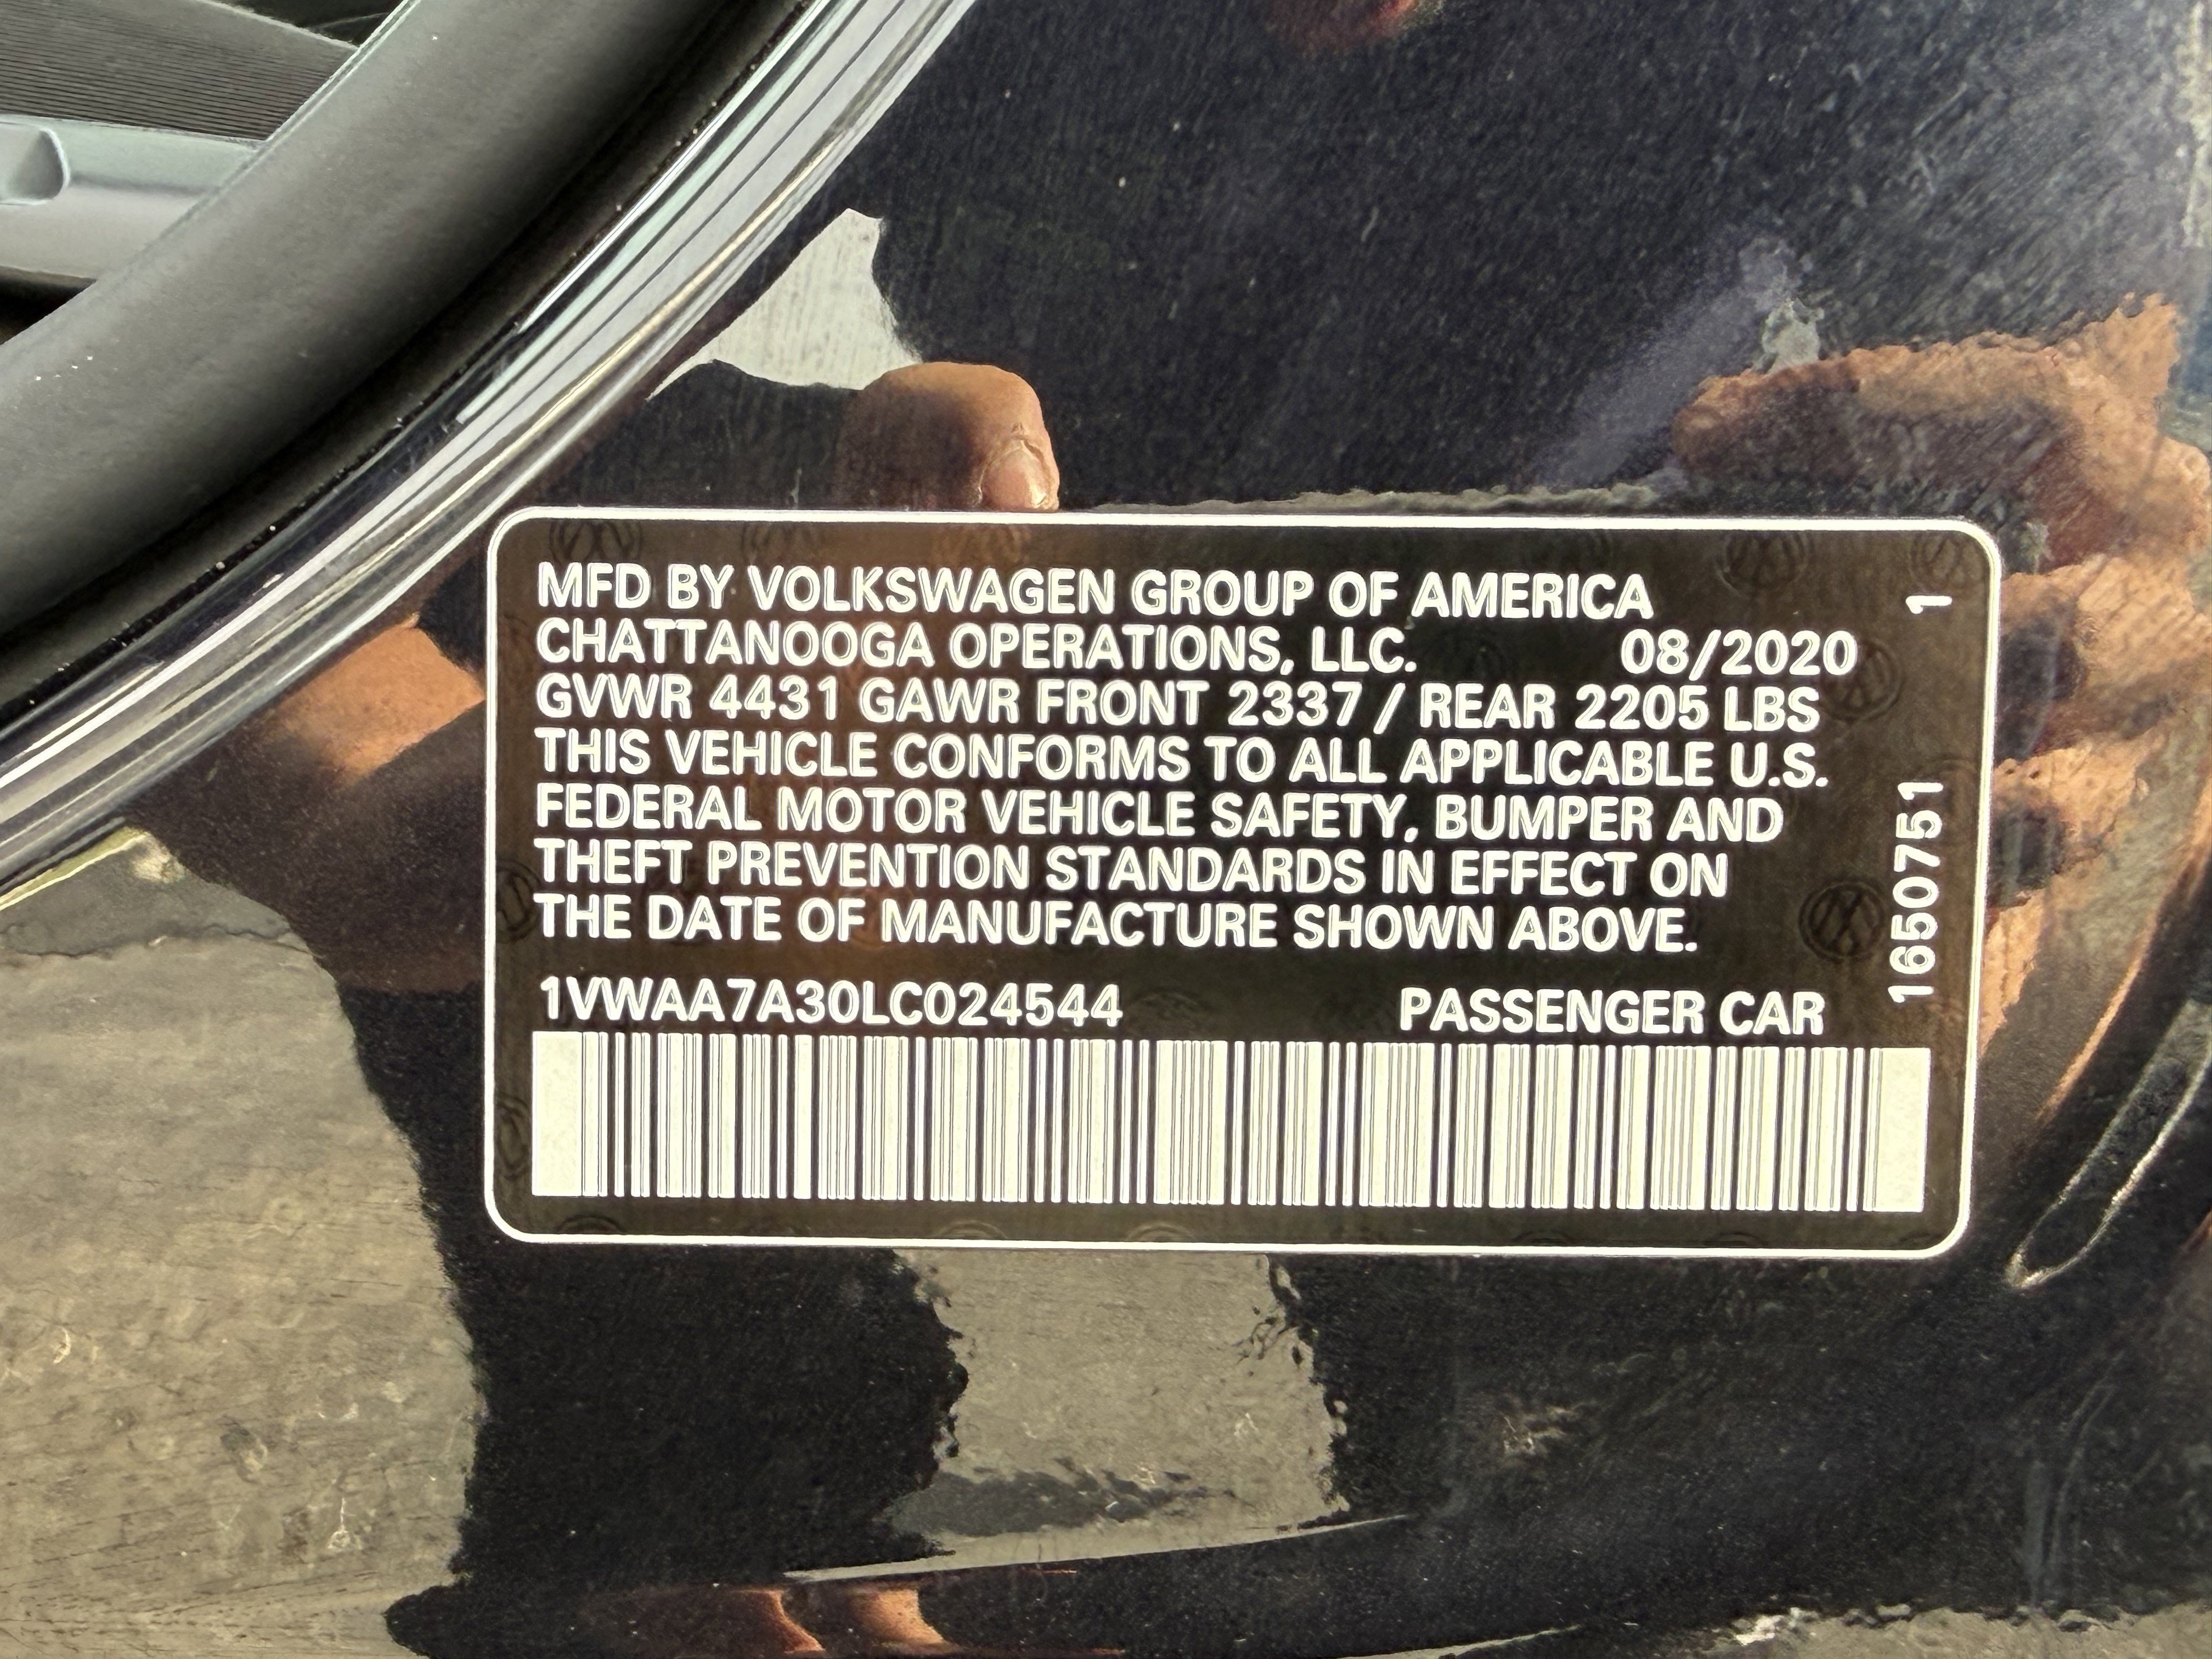 MFD BY VOLKSWAGEN GROUP OF AMERICA
CHATTANOOGA OPERATIONS, LLC. 08/2020
GVWR 4431 GAWR FRONT 2337 / REAR 2205 LBS
THIS VEHICLE CONFORMS TO ALL APPLICABLE U.S.
FEDERAL MOTOR VEHICLE SAFETY, BUMPER AND
THEFT PREVENTION STANDARDS IN EFFECT ON
THE DATE OF MANUFACTURE SHOWN ABOVE.
1VWAA7A30LC024544 PASSENGER CAR
1650751 1